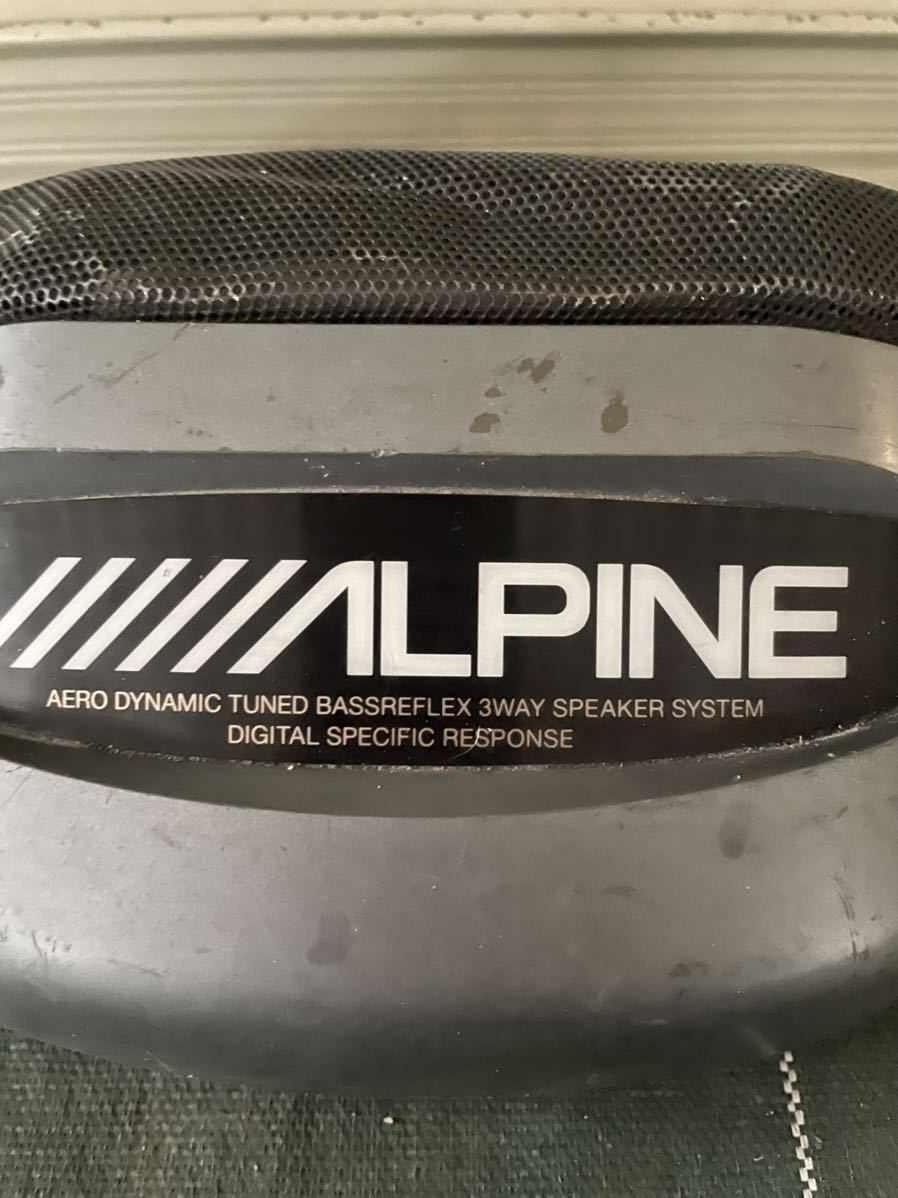 ALPINE
AERO DYNAMIC TUNED BASSREFLEX 3WAY SPEAKER SYSTEM
DIGITAL SPECIFIC RESPONSE